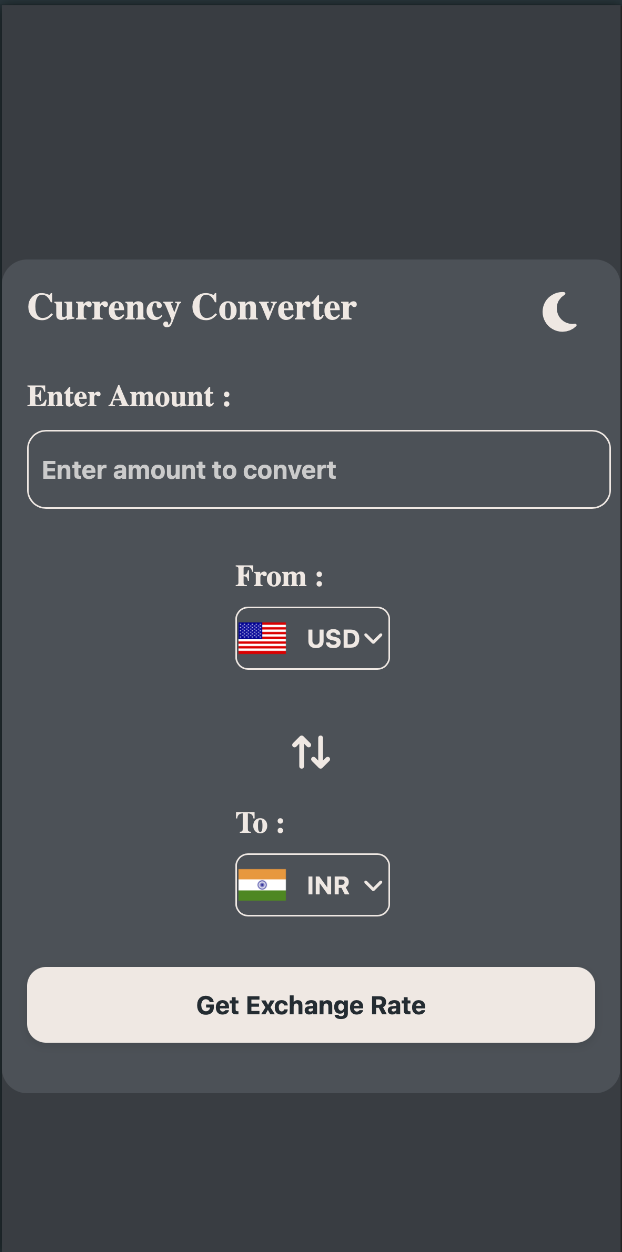 Currency Converter
Enter Amount :
Enter amount to convert
From :
USD
To :
INR
Get Exchange Rate